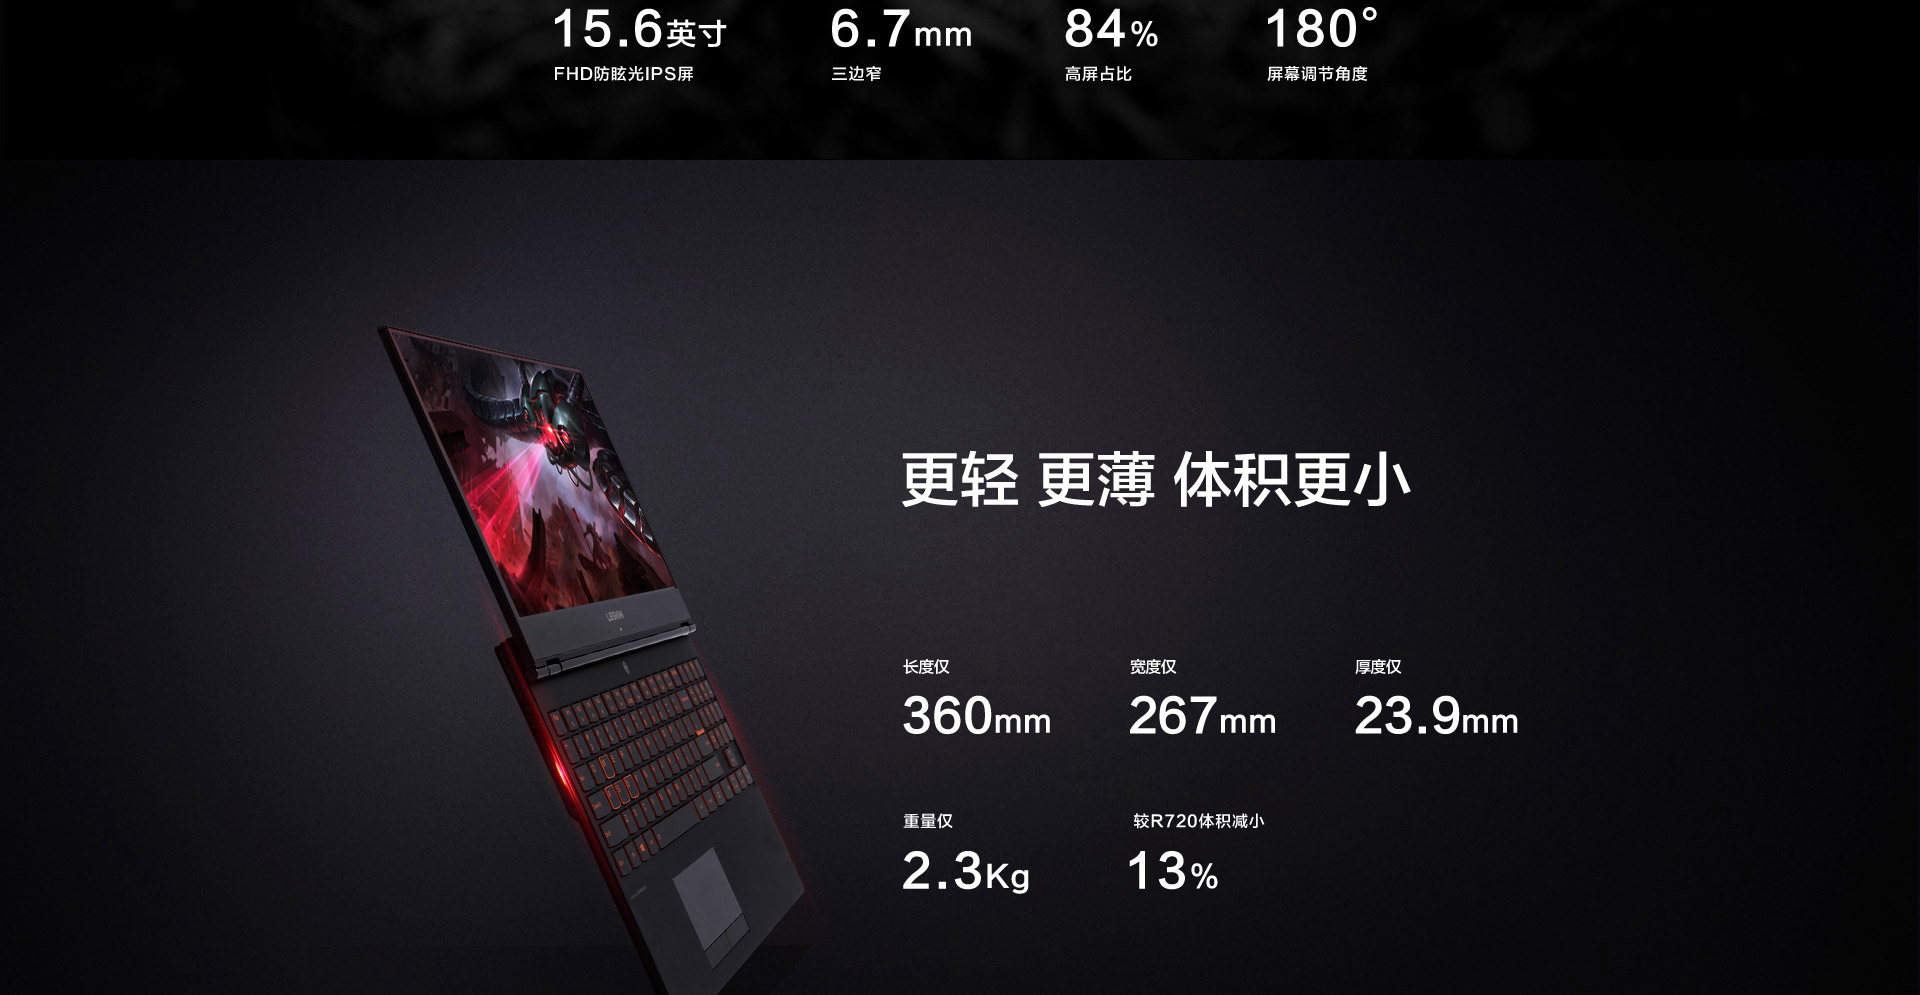 15.6英寸 6.7mm 84% 180°
FHD防眩光IPS屏 三边窄 高屏占比 屏幕调节角度
更轻 更薄 体积更小
长度仅 宽度仅 厚度仅
360mm 267mm 23.9mm
重量仅 较R720体积减小
2.3Kg 13%
LEGION